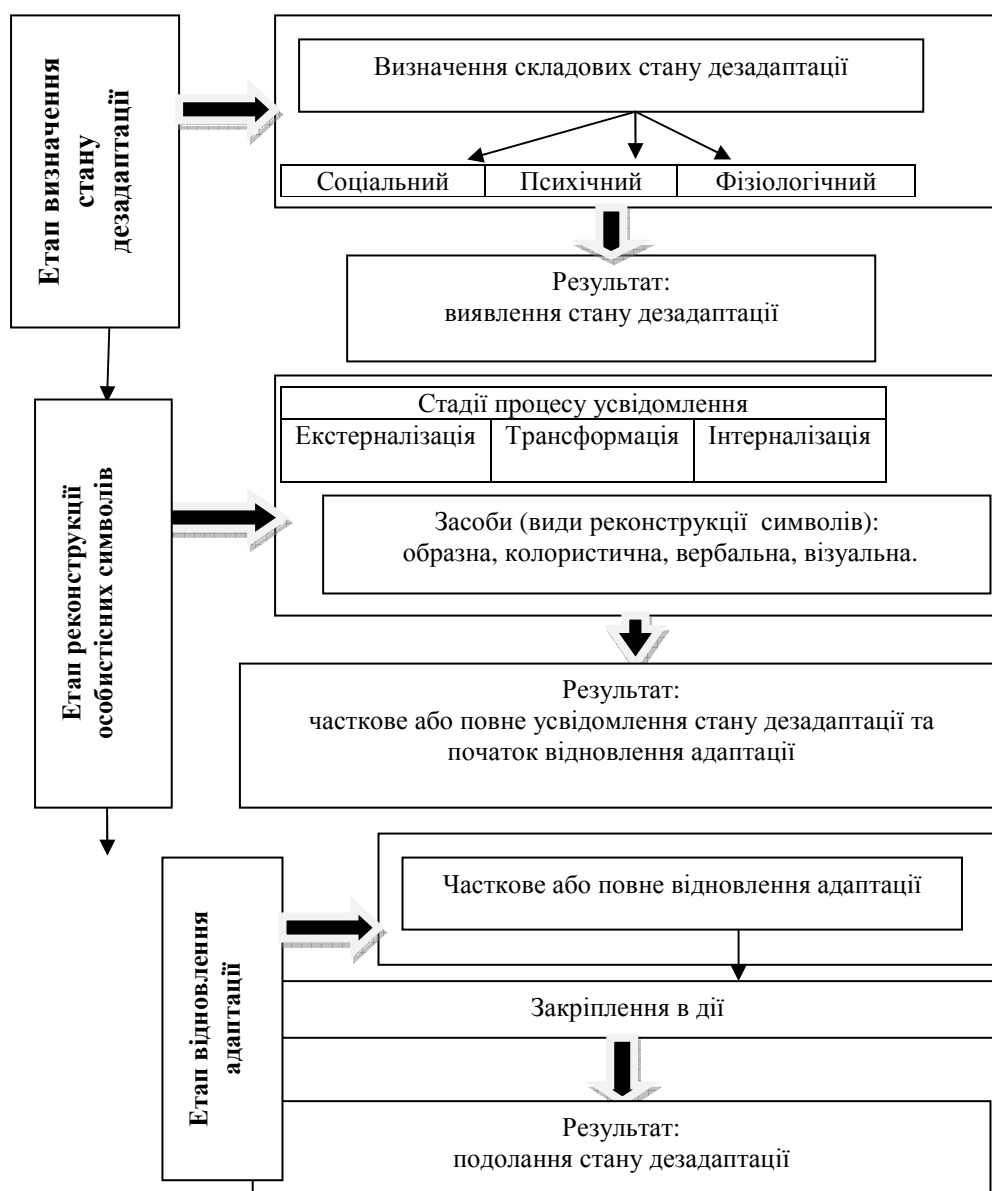 Етап визначення
стану
дезадаптації
Визначення складових стану дезадаптації
Соціальний Психічний Фізіологічний
Результат:
виявлення стану дезадаптації
Етап реконструкції
особистісних символів
Стадії процесу усвідомлення
Екстерналізація Трансформація Інтерналізація
Засоби (види реконструкції символів):
образна, колористична, вербальна, візуальна.
Результат:
часткове або повне усвідомлення стану дезадаптації та
початок відновлення адаптації
Етап відновлення
адаптації
Часткове або повне відновлення адаптації
Закріплення в дії
Результат:
подолання стану дезадаптації